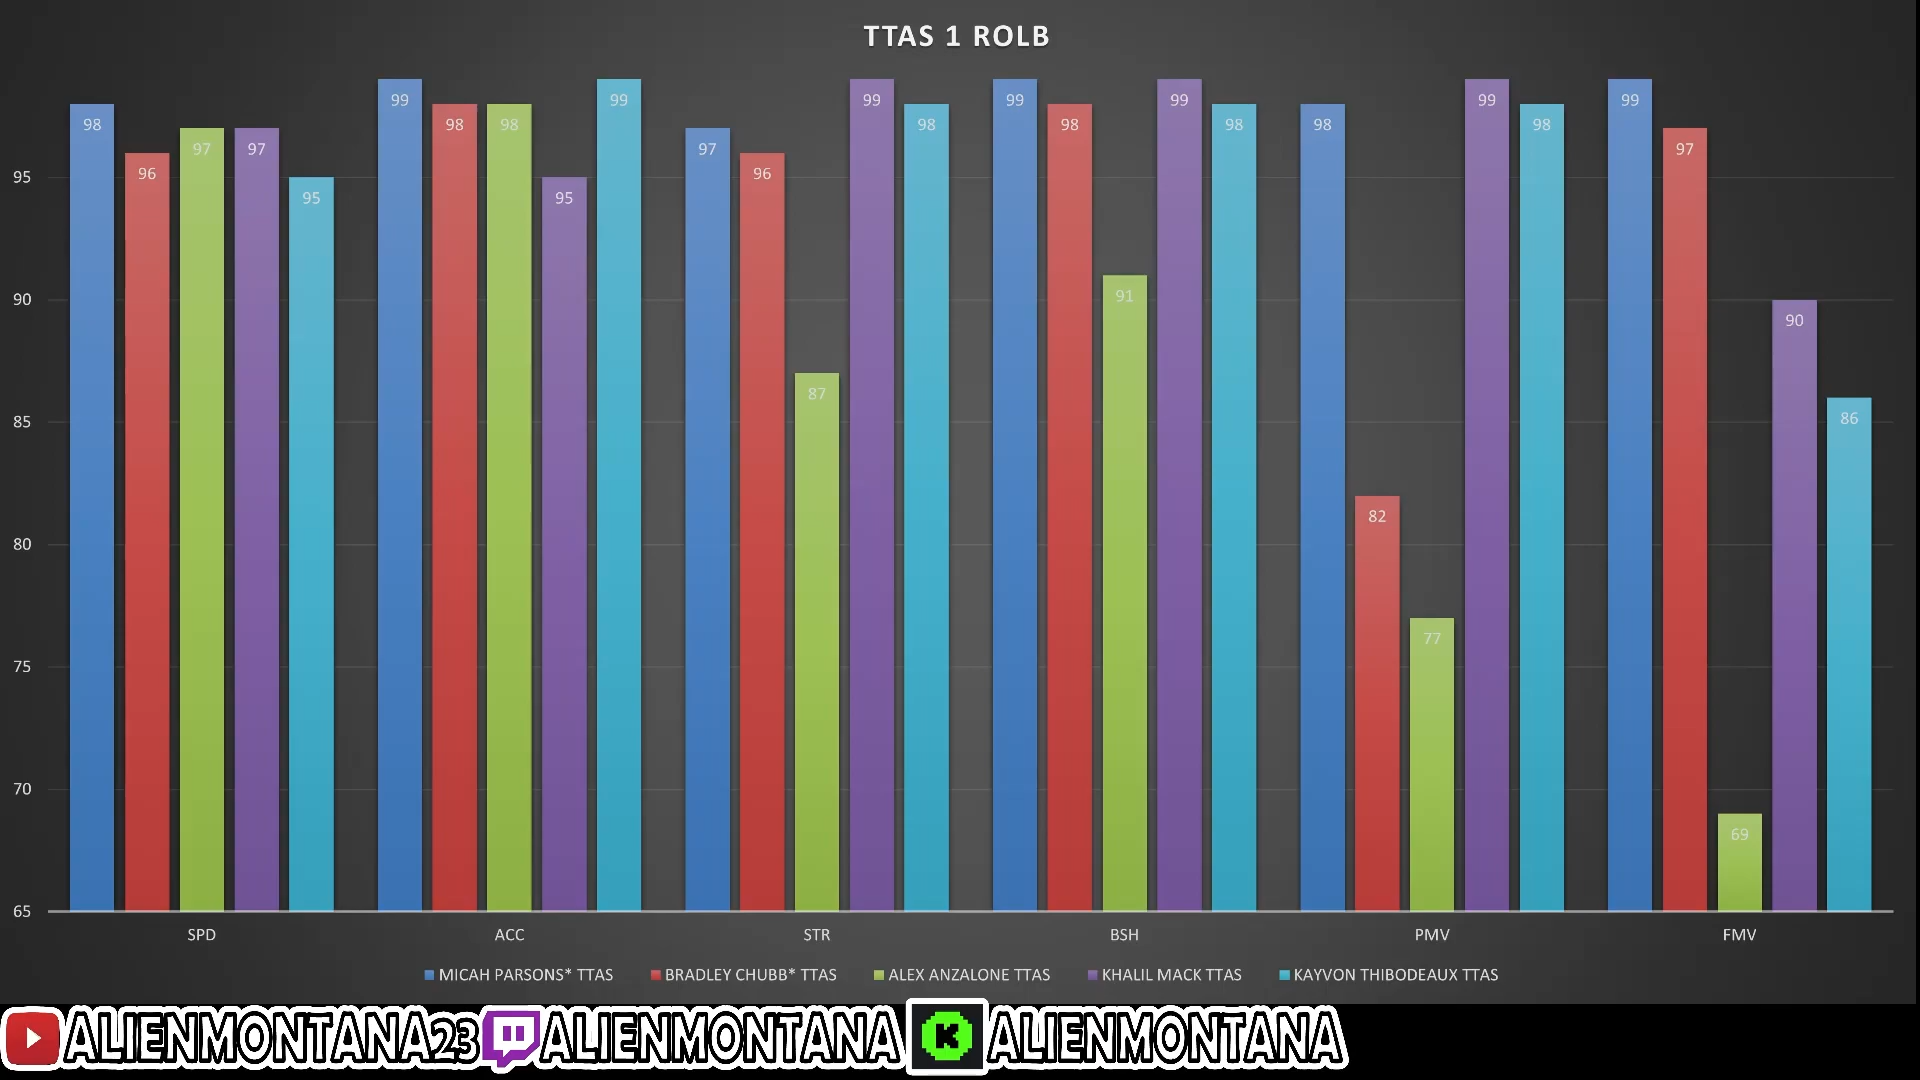 TTAS 1 ROLB
98 96 97 97 95 99 98 98 95 99 97 96 87 99 98 99 98 91 99 98 98 82 77 99 98 99 97 69 90 86
95
90
85
80
75
70
65
SPD ACC STR BSH PMV FMV
MICAH PARSONS* TTAS BRADLEY CHUBB* TTAS ALEX ANZALONE TTAS KHALIL MACK TTAS KAYVON THIBODEAUX TTAS
ALIENMONTANA23 ALIENMONTANA K ALIENMONTANA